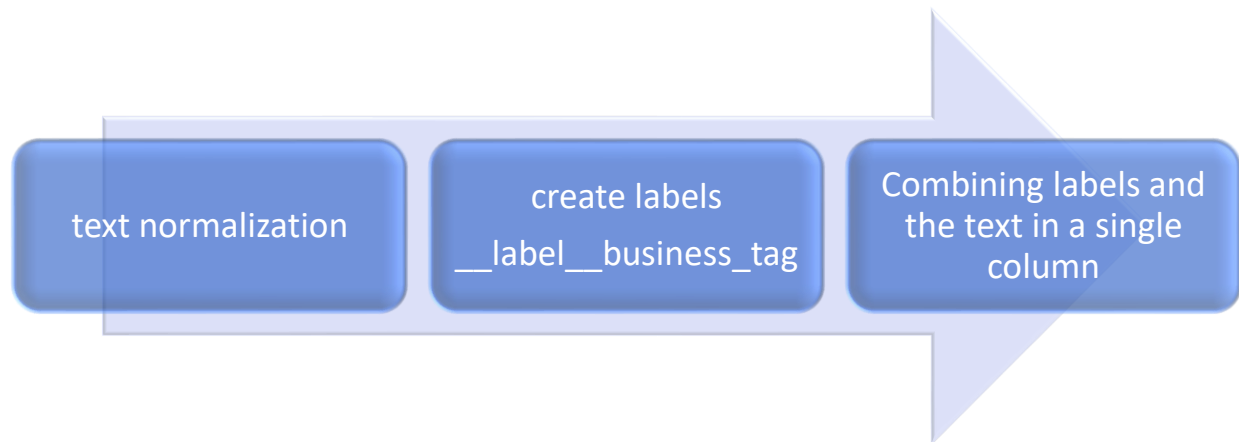 text normalization
create labels
__label__business_tag
Combining labels and
the text in a single
column